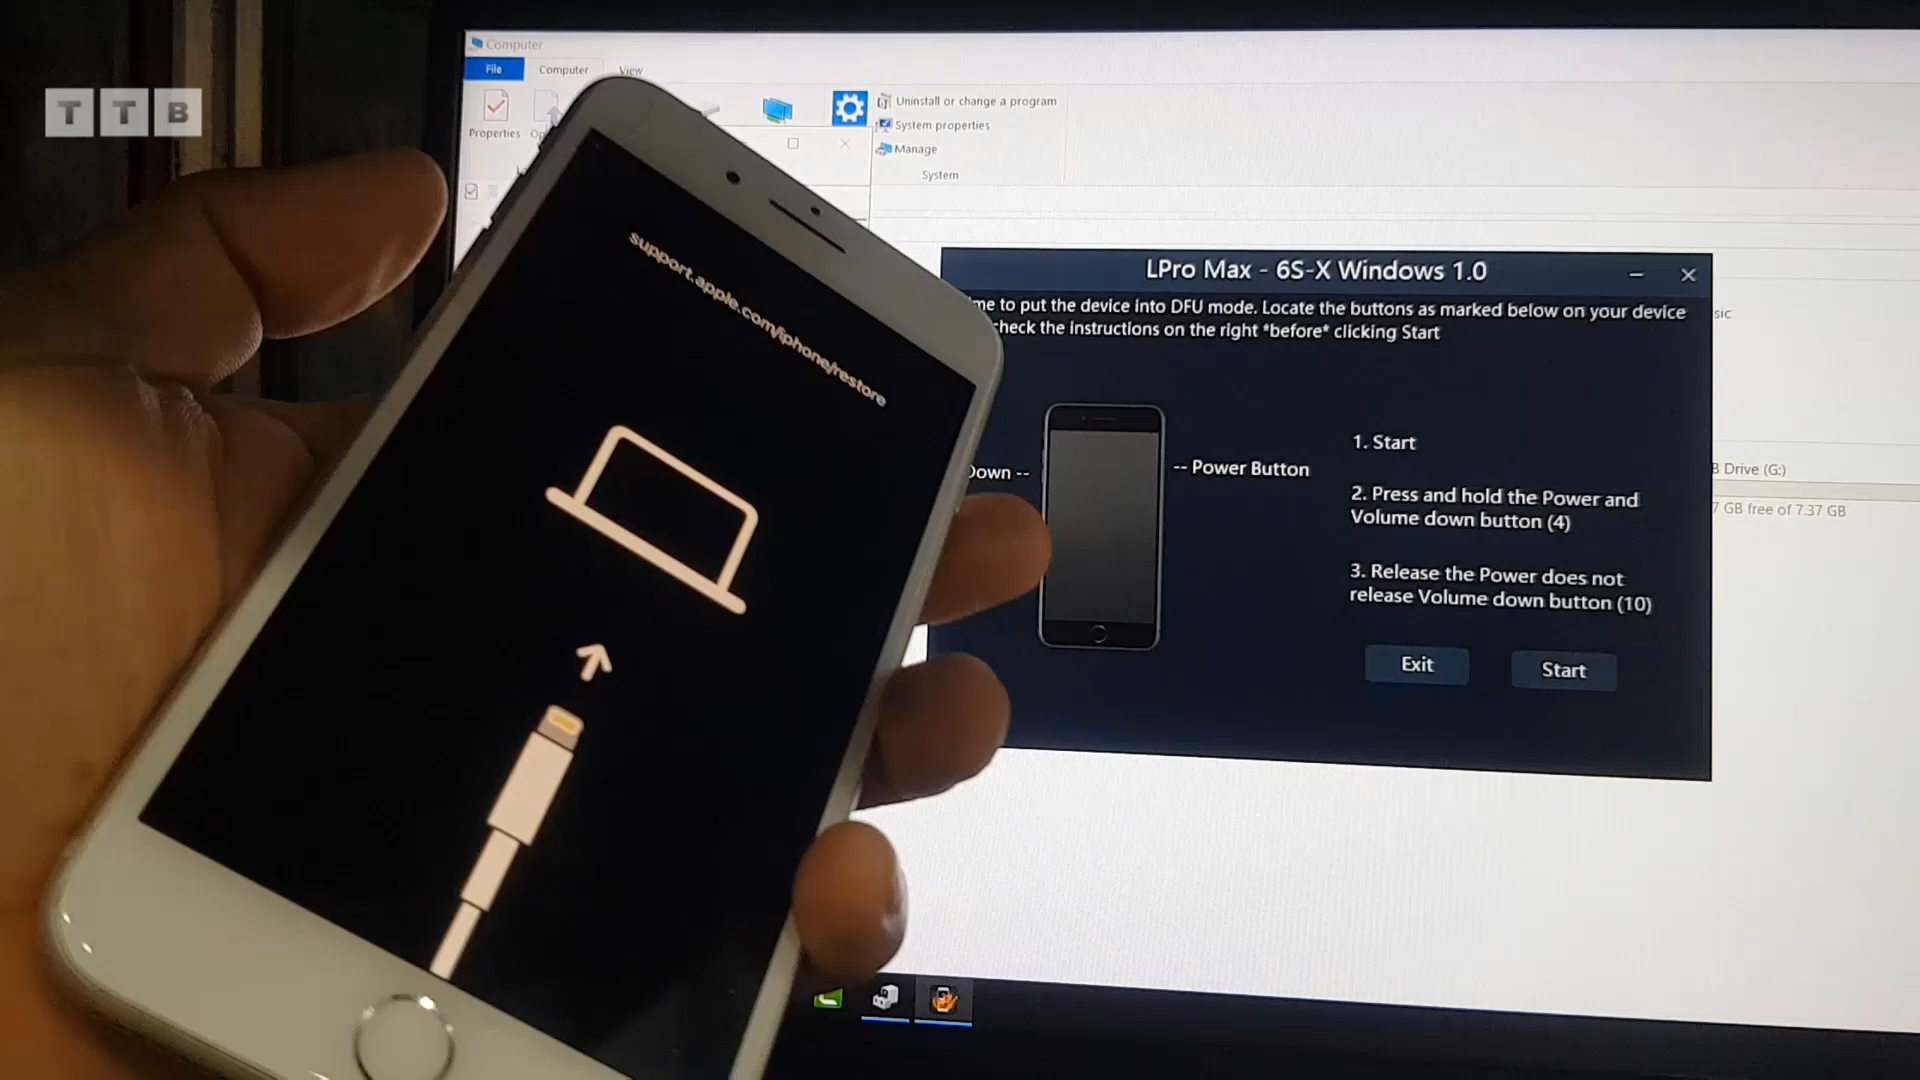 TTB
Computer
File
Computer
View
Properties
Uninstall or change a program
System properties
Manage
System
support.apple.com/iphone/restore
LPro Max - 6S-X Windows 1.0
me to put the device into DFU mode. Locate the buttons as marked below on your device
check the instructions on the right *before* clicking Start
Down --
-- Power Button
1. Start
2. Press and hold the Power and
Volume down button (4)
3. Release the Power does not
release Volume down button (10)
Exit
Start
sic
B Drive (G:)
7 GB free of 7.37 GB